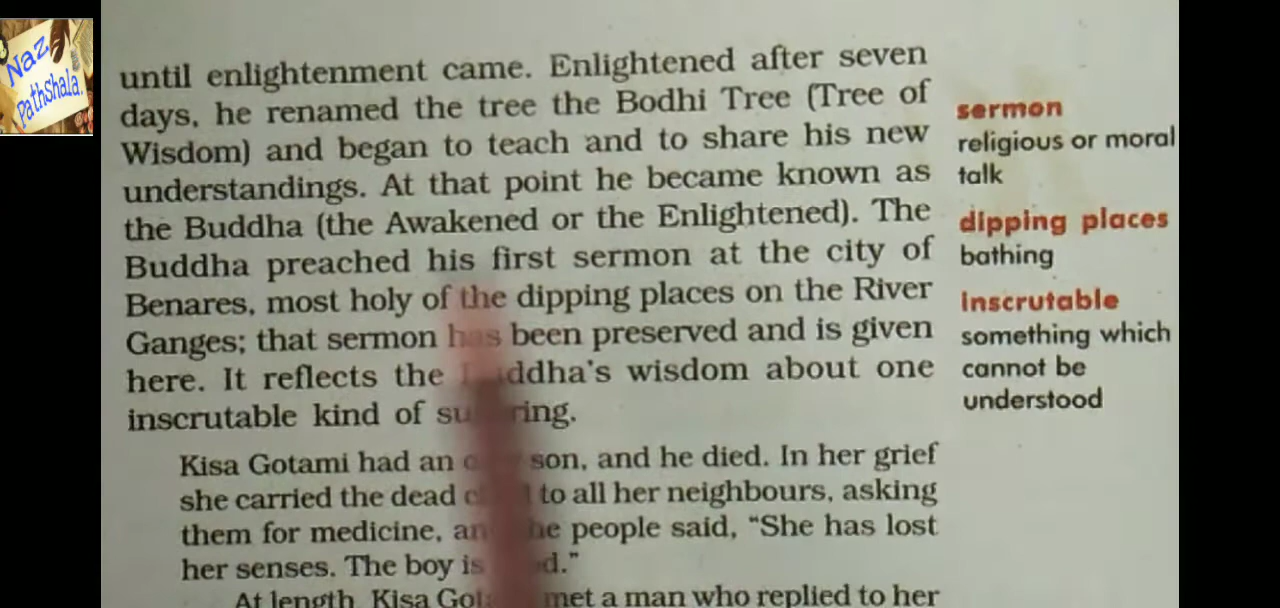 Naz
PathShala.
until enlightenment came. Enlightened after seven
days, he renamed the tree the Bodhi Tree (Tree of
Wisdom) and began to teach and to share his new
understandings. At that point he became known as
the Buddha (the Awakened or the Enlightened). The
Buddha preached his first sermon at the city of
Benares, most holy of the dipping places on the River
Ganges; that sermon has been preserved and is given
here. It reflects the Buddha's wisdom about one
inscrutable kind of suffering.
Kisa Gotami had an son, and he died. In her grief
she carried the dead to all her neighbours, asking
them for medicine, and the people said, “She has lost
her senses. The boy is
At length, Kisa Gotami met a man who replied to her
sermon
religious or moral
talk
dipping places
bathing
inscrutable
something which
cannot be
understood